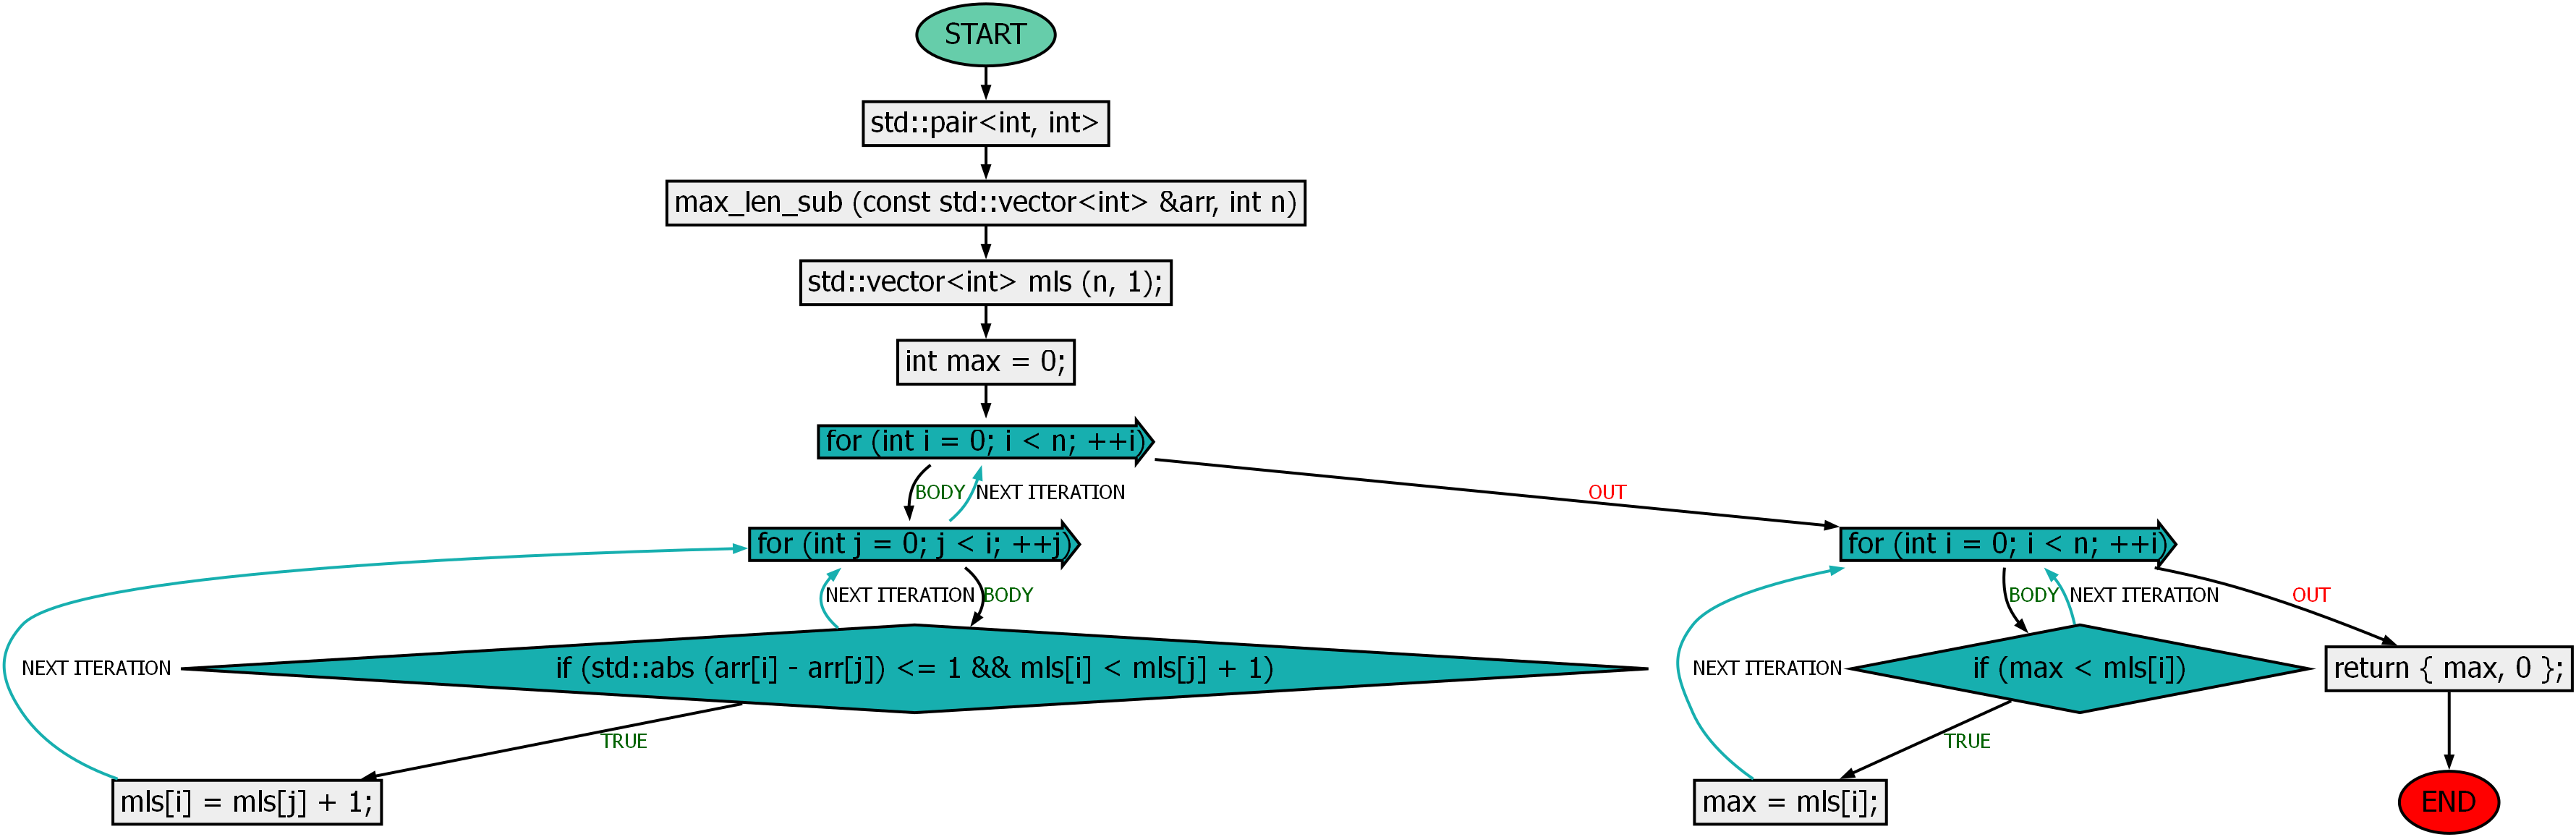 START
std::pair<int, int>
max_len_sub (const std::vector<int> &arr, int n)
std::vector<int> mls (n, 1);
int max = 0;
for (int i = 0; i < n; ++i)
BODY
NEXT ITERATION
OUT
for (int j = 0; j < i; ++j)
for (int i = 0; i < n; ++i)
NEXT ITERATION
BODY
BODY
NEXT ITERATION
OUT
NEXT ITERATION
if (std::abs (arr[i] - arr[j]) <= 1 && mls[i] < mls[j] + 1)
NEXT ITERATION
if (max < mls[i])
return { max, 0 };
TRUE
TRUE
mls[i] = mls[j] + 1;
max = mls[i];
END